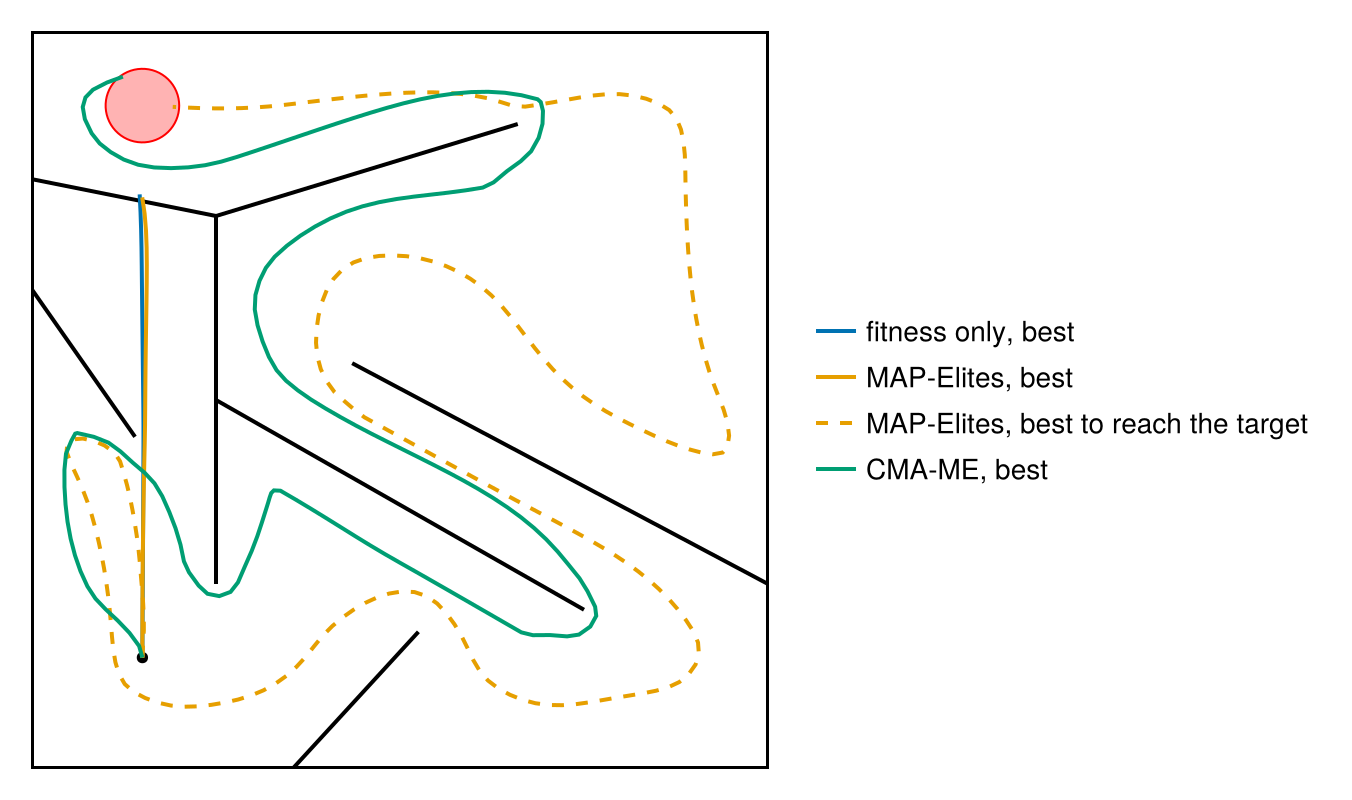 fitness only, best
MAP-Elites, best
MAP-Elites, best to reach the target
CMA-ME, best